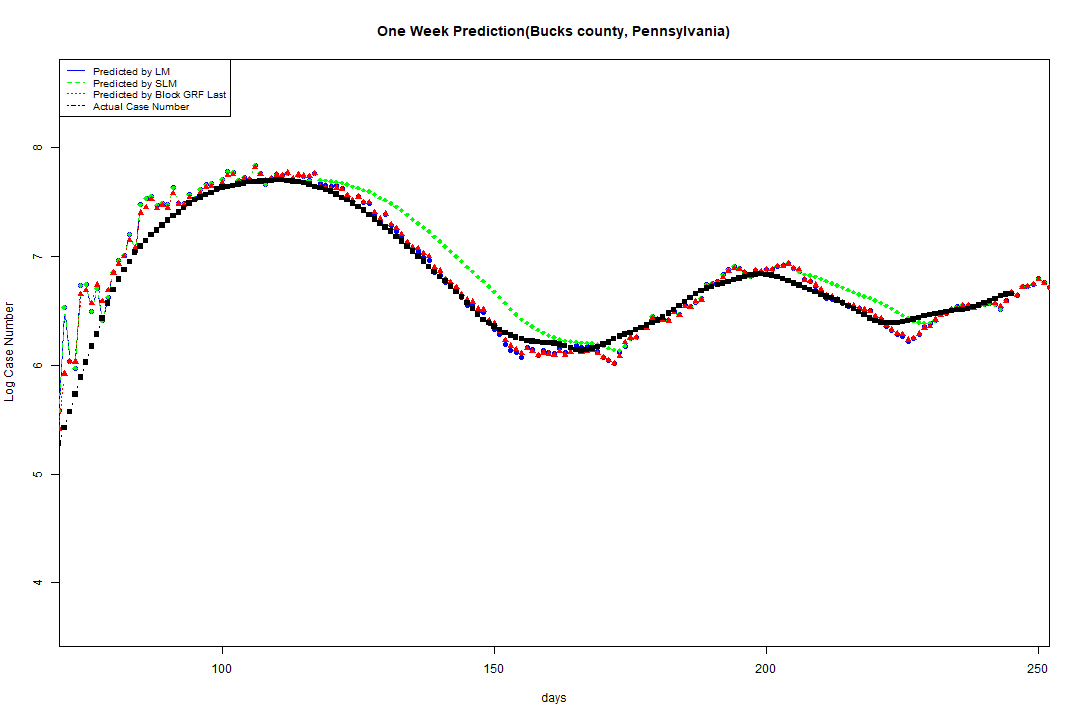 One Week Prediction(Bucks county, Pennsylvania)
Predicted by LM
Predicted by SLM
Predicted by Block GRF Last
Actual Case Number
Log Case Number
8
7
6
5
4
100 150 200 250
days